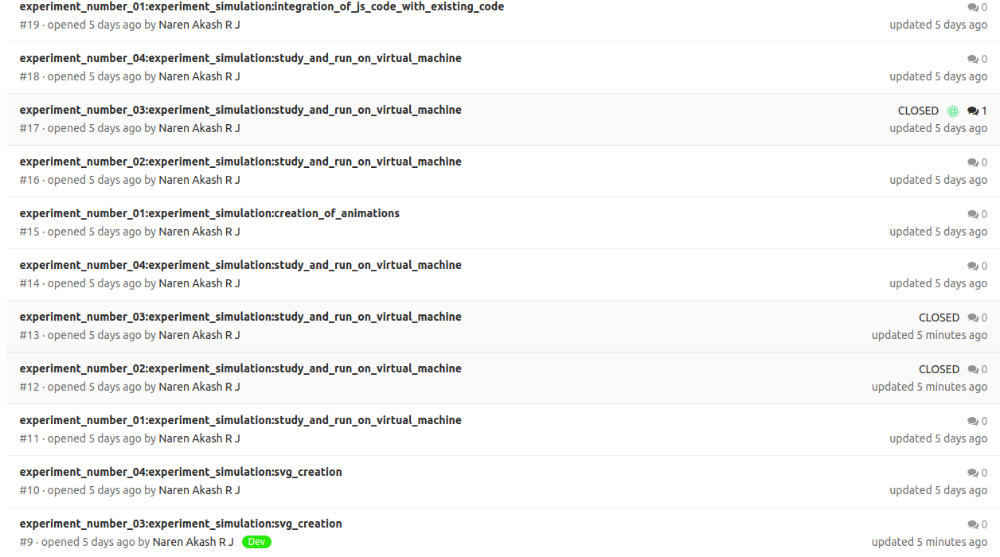 experiment_number_01:experiment_simulation:integration_of_js_code_with_existing_code 0
#19 · opened 5 days ago by Naren Akash R J updated 5 days ago
experiment_number_04:experiment_simulation:study_and_run_on_virtual_machine 0
#18 · opened 5 days ago by Naren Akash R J updated 5 days ago
experiment_number_03:experiment_simulation:study_and_run_on_virtual_machine CLOSED 1
#17 · opened 5 days ago by Naren Akash R J updated 5 days ago
experiment_number_02:experiment_simulation:study_and_run_on_virtual_machine 0
#16 · opened 5 days ago by Naren Akash R J updated 5 days ago
experiment_number_01:experiment_simulation:creation_of_animations 0
#15 · opened 5 days ago by Naren Akash R J updated 5 days ago
experiment_number_04:experiment_simulation:study_and_run_on_virtual_machine 0
#14 · opened 5 days ago by Naren Akash R J updated 5 days ago
experiment_number_03:experiment_simulation:study_and_run_on_virtual_machine CLOSED 0
#13 · opened 5 days ago by Naren Akash R J updated 5 minutes ago
experiment_number_02:experiment_simulation:study_and_run_on_virtual_machine CLOSED 0
#12 · opened 5 days ago by Naren Akash R J updated 5 minutes ago
experiment_number_01:experiment_simulation:study_and_run_on_virtual_machine 0
#11 · opened 5 days ago by Naren Akash R J updated 5 days ago
experiment_number_04:experiment_simulation:svg_creation 0
#10 · opened 5 days ago by Naren Akash R J updated 5 days ago
experiment_number_03:experiment_simulation:svg_creation 0
#9 · opened 5 days ago by Naren Akash R J Dev updated 5 minutes ago